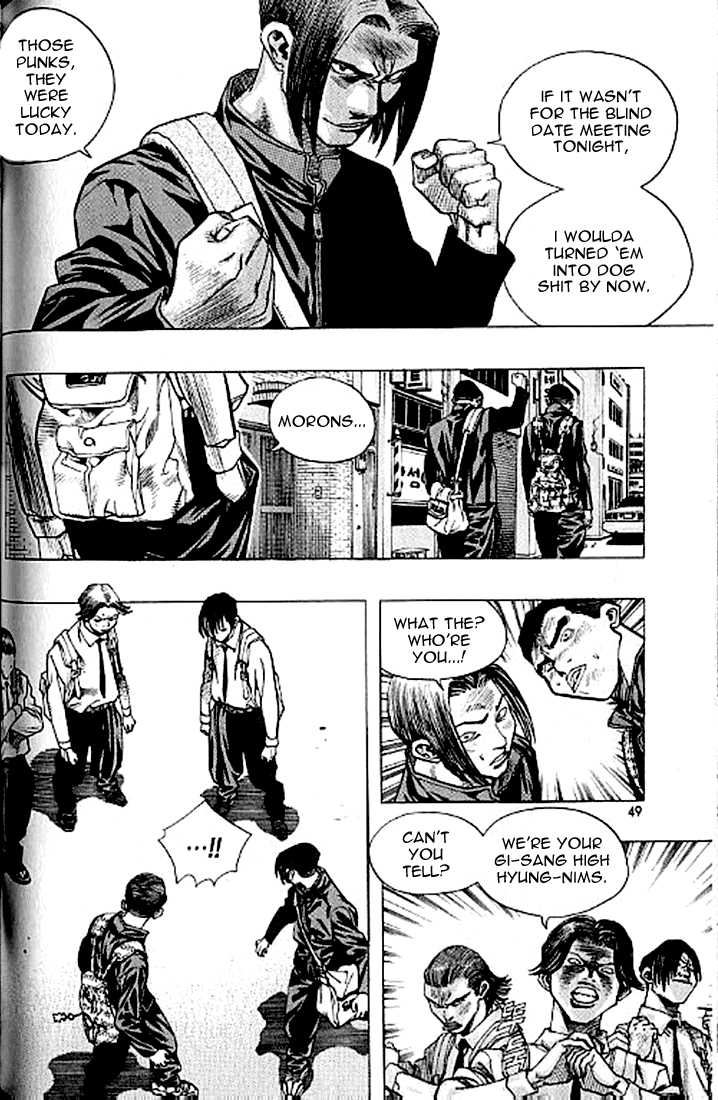 THOSE
PUNKS,
THEY
WERE
LUCKY
TODAY.
IF IT WASN'T
FOR THE BLIND
DATE MEETING
TONIGHT,
I WOULDA
TURNED 'EM
INTO DOG
SHIT BY NOW.
MORONS...
WHAT THE?
WHO'RE
YOU...!
...!!
49
CAN'T
YOU
TELL?
WE'RE YOUR
GI-SANG HIGH
HYUNG-NIMS.